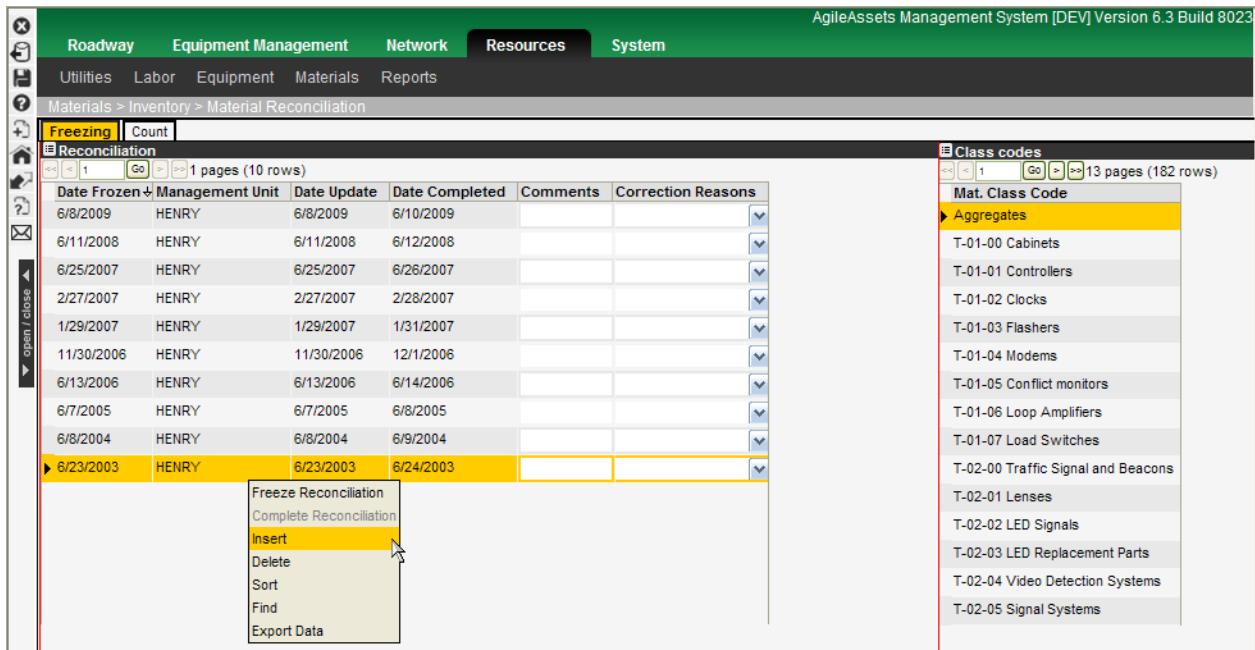 AgileAssets Management System [DEV] Version 6.3 Build 8023
Roadway Equipment Management Network Resources System
Utilities Labor Equipment Materials Reports
Materials > Inventory > Material Reconciliation
Freezing Count
Reconciliation
<< < 1 Go > >> 1 pages (10 rows)
Date Frozen Management Unit Date Update Date Completed Comments Correction Reasons
6/8/2009 HENRY 6/8/2009 6/10/2009
6/11/2008 HENRY 6/11/2008 6/12/2008
6/25/2007 HENRY 6/25/2007 6/26/2007
2/27/2007 HENRY 2/27/2007 2/28/2007
1/29/2007 HENRY 1/29/2007 1/31/2007
11/30/2006 HENRY 11/30/2006 12/1/2006
6/13/2006 HENRY 6/13/2006 6/14/2006
6/7/2005 HENRY 6/7/2005 6/8/2005
6/8/2004 HENRY 6/8/2004 6/9/2004
6/23/2003 HENRY 6/23/2003 6/24/2003
Freeze Reconciliation
Complete Reconciliation
Insert
Delete
Sort
Find
Export Data
Class codes
<< < 1 Go > >> 13 pages (182 rows)
Mat. Class Code
Aggregates
T-01-00 Cabinets
T-01-01 Controllers
T-01-02 Clocks
T-01-03 Flashers
T-01-04 Modems
T-01-05 Conflict monitors
T-01-06 Loop Amplifiers
T-01-07 Load Switches
T-02-00 Traffic Signal and Beacons
T-02-01 Lenses
T-02-02 LED Signals
T-02-03 LED Replacement Parts
T-02-04 Video Detection Systems
T-02-05 Signal Systems
open / close